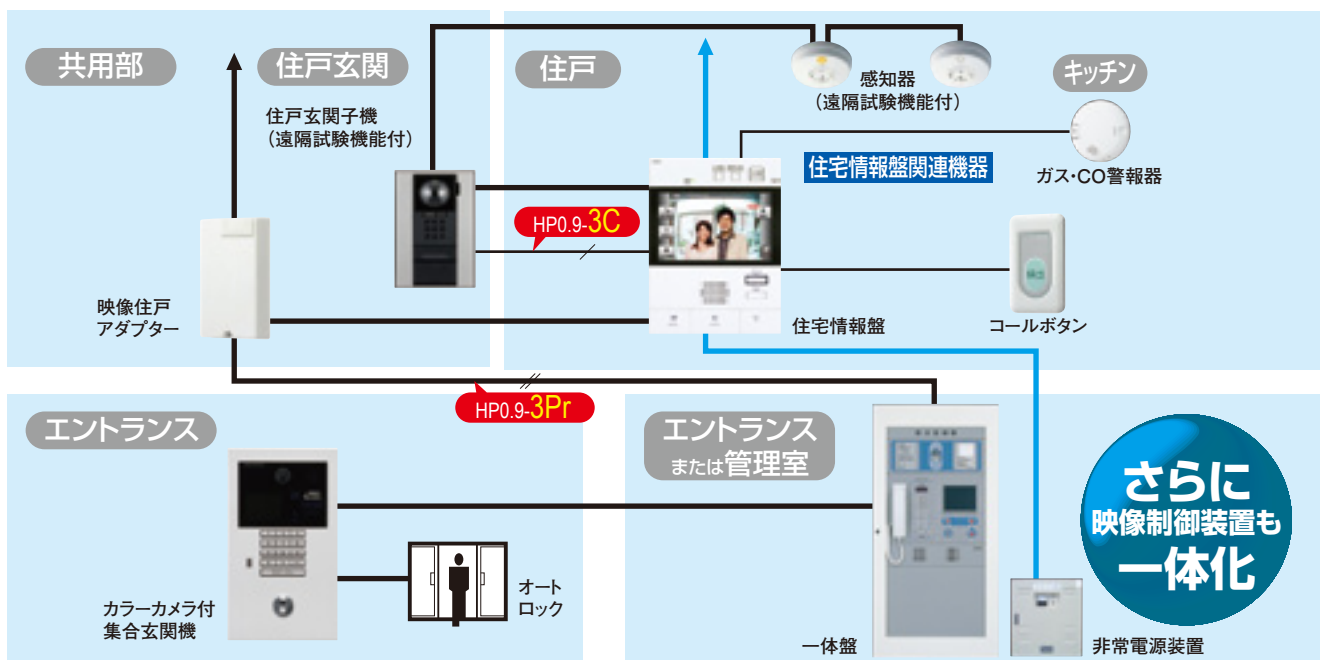 共用部
住戸玄関
住戸玄関子機
（遠隔試験機能付）
住戸
感知器
（遠隔試験機能付）
キッチン
住宅情報盤関連機器
ガス・CO警報器
HP0.9-3C
映像住戸
アダプター
住宅情報盤
コールボタン
HP0.9-3Pr
エントランス
カラーカメラ付
集合玄関機
オート
ロック
エントランス
または管理室
一体盤
非常電源装置
さらに
映像制御装置も
一体化